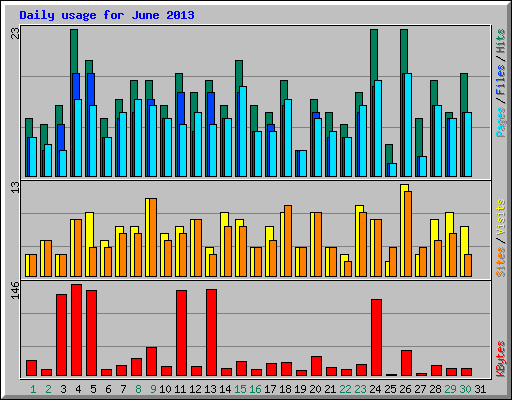 Daily usage for June 2013
23
Pages/Files/Hits
13
Sites/Visits
146
KBytes
1 2 3 4 5 6 7 8 9 10 11 12 13 14 15 16 17 18 19 20 21 22 23 24 25 26 27 28 29 30 31